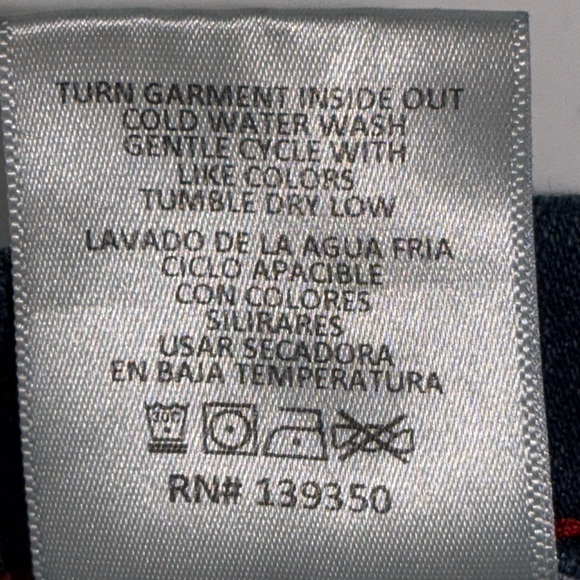 TURN GARMENT INSIDE OUT
COLD WATER WASH
GENTLE CYCLE WITH
LIKE COLORS
TUMBLE DRY LOW
LAVADO DE LA AGUA FRIA
CICLO APACIBLE
CON COLORES
SILIRARES
USAR SECADORA
EN BAJA TEMPERATURA
30°
RN# 139350